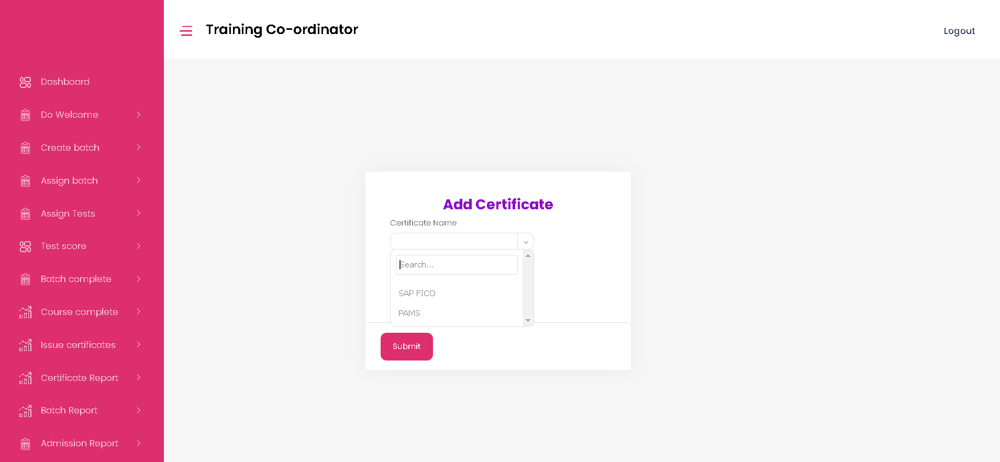 Training Co-ordinator
Logout
Dashboard
Do Welcome
Create batch
Assign batch
Assign Tests
Test score
Batch complete
Course complete
Issue certificates
Certificate Report
Batch Report
Admission Report
Add Certificate
Certificate Name
Search...
SAP FICO
PAMS
Submit